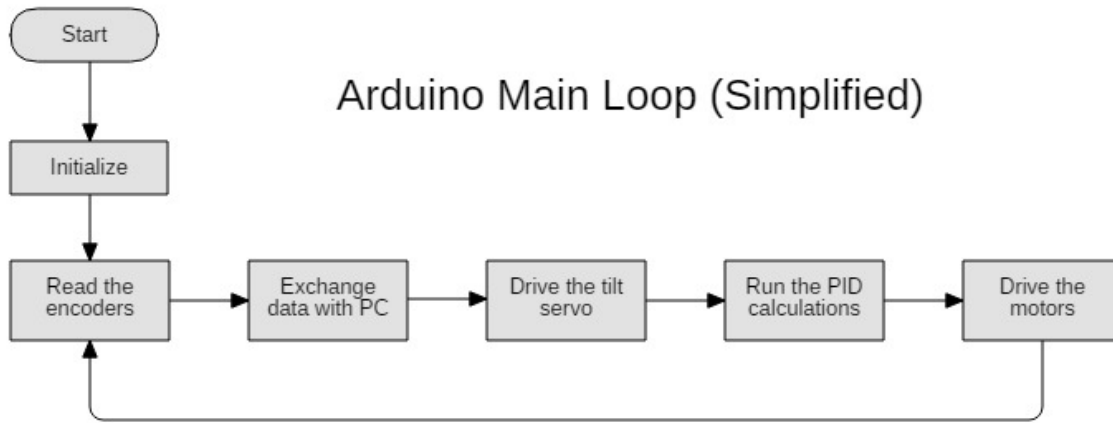 Start
Arduino Main Loop (Simplified)
Initialize
Read the
encoders
Exchange
data with PC
Drive the tilt
servo
Run the PID
calculations
Drive the
motors